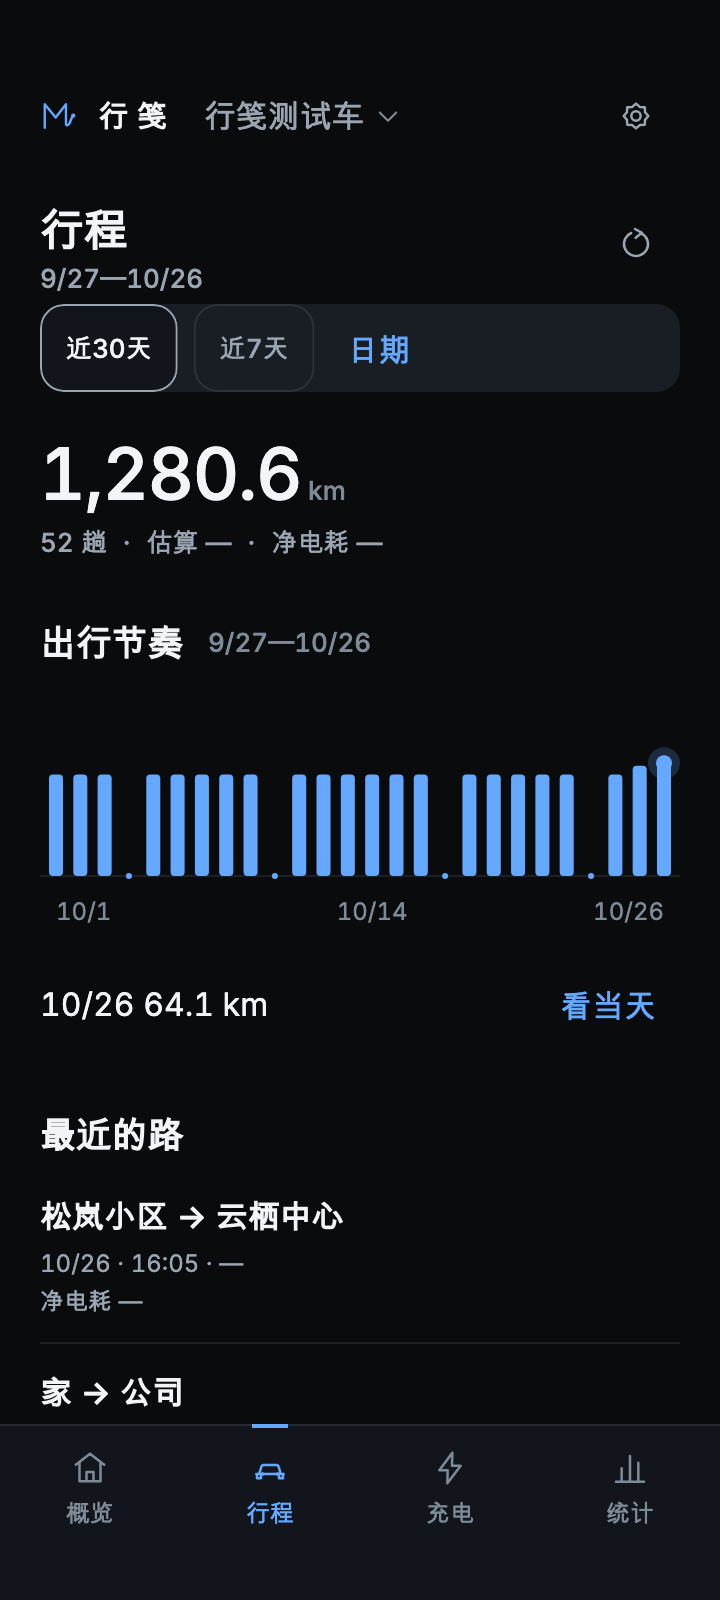 行笺 行笺测试车
行程
9/27—10/26
近30天 近7天 日期
1,280.6 km
52 趟 · 估算 — · 净电耗 —
出行节奏 9/27—10/26
10/1 10/14 10/26
10/26 64.1 km 看当天
最近的路
松岚小区 → 云栖中心
10/26 · 16:05 · —
净电耗 —
家 → 公司
概览 行程 充电 统计